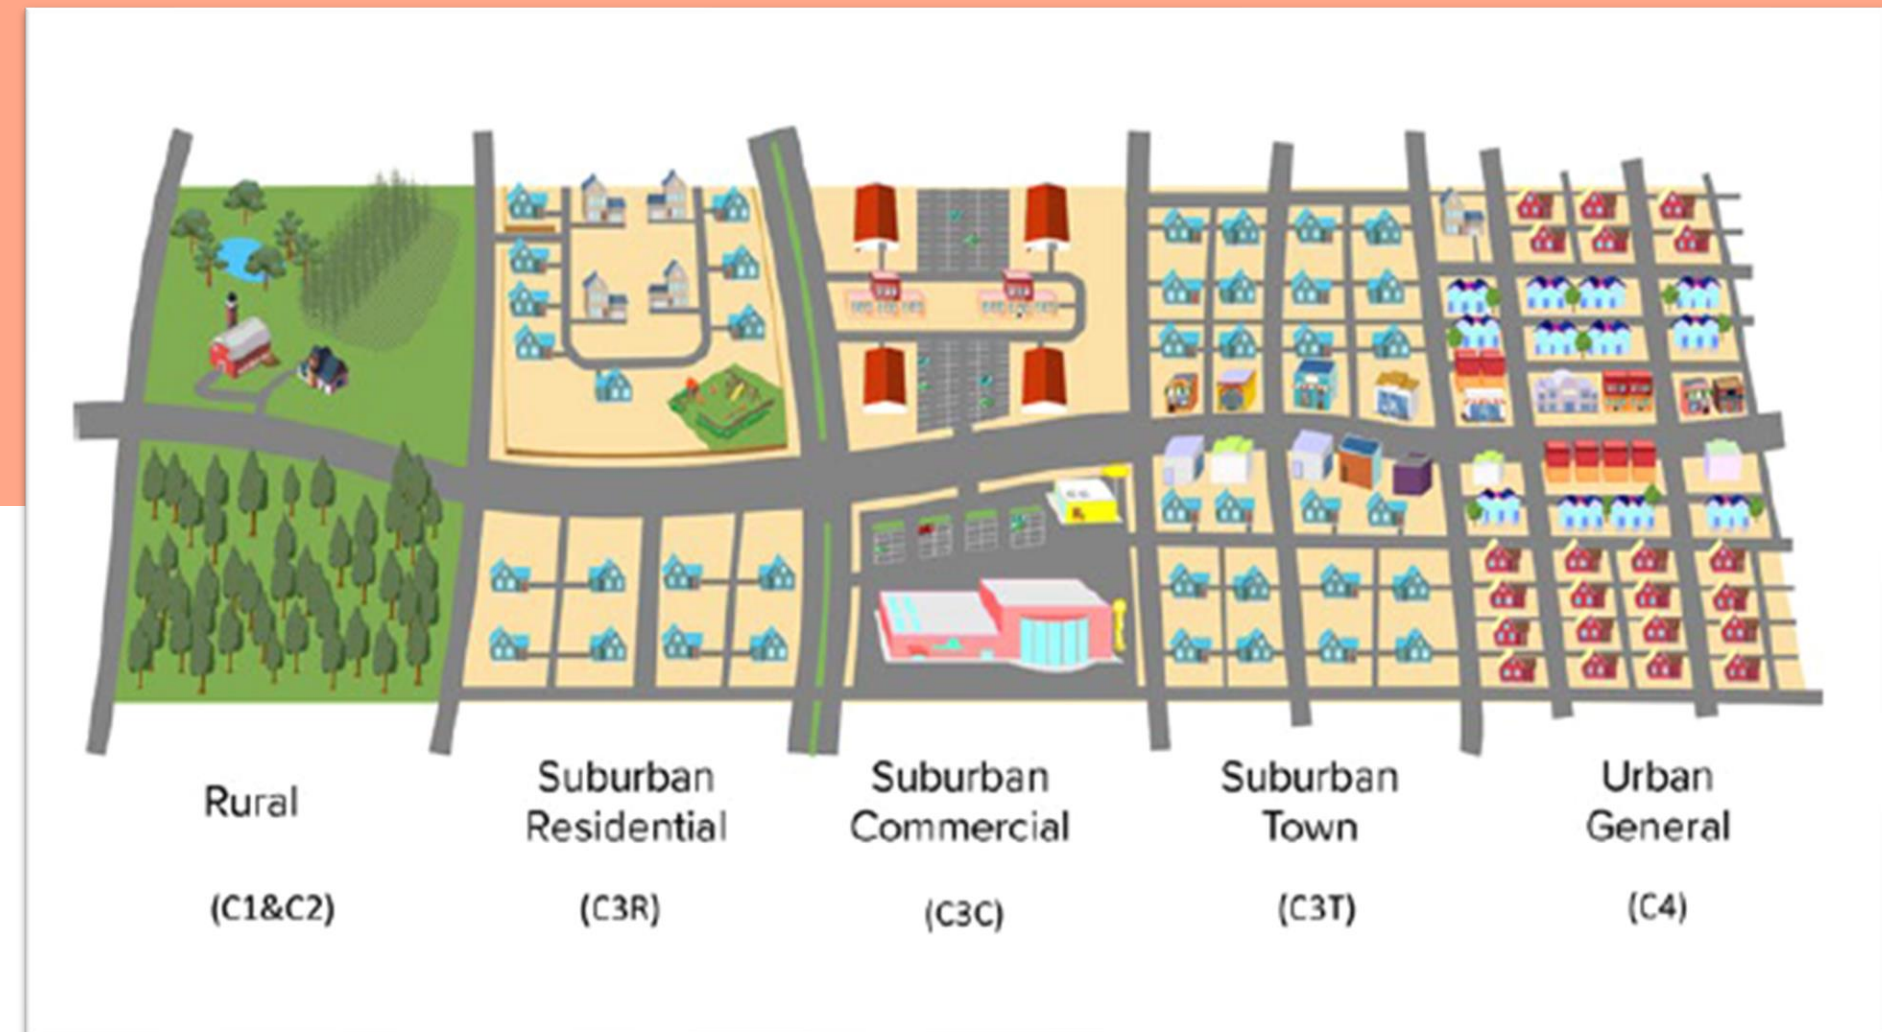 Rural
Suburban
Residential
Suburban
Commercial
Suburban
Town
Urban
General
(C1&C2)
(C3R)
(C3C)
(C3T)
(C4)